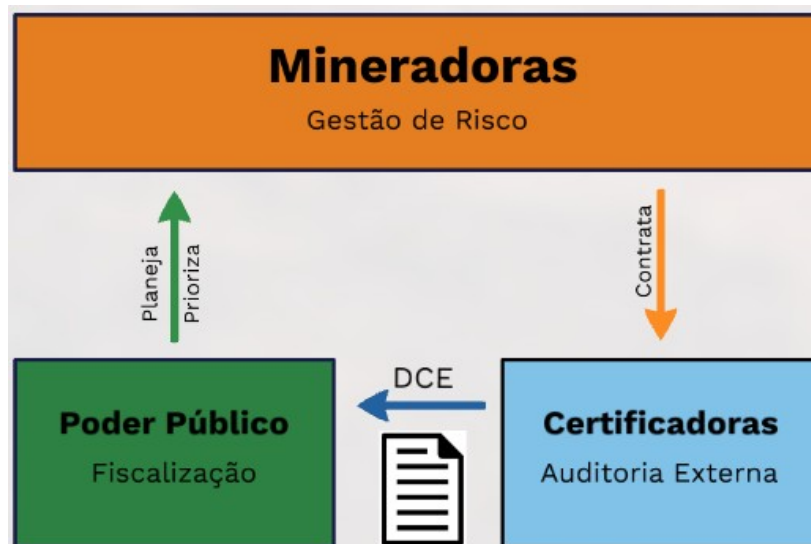 Mineradoras
Gestão de Risco
Planeja
Prioriza
Contrata
DCE
Poder Público
Fiscalização
Certificadoras
Auditoria Externa